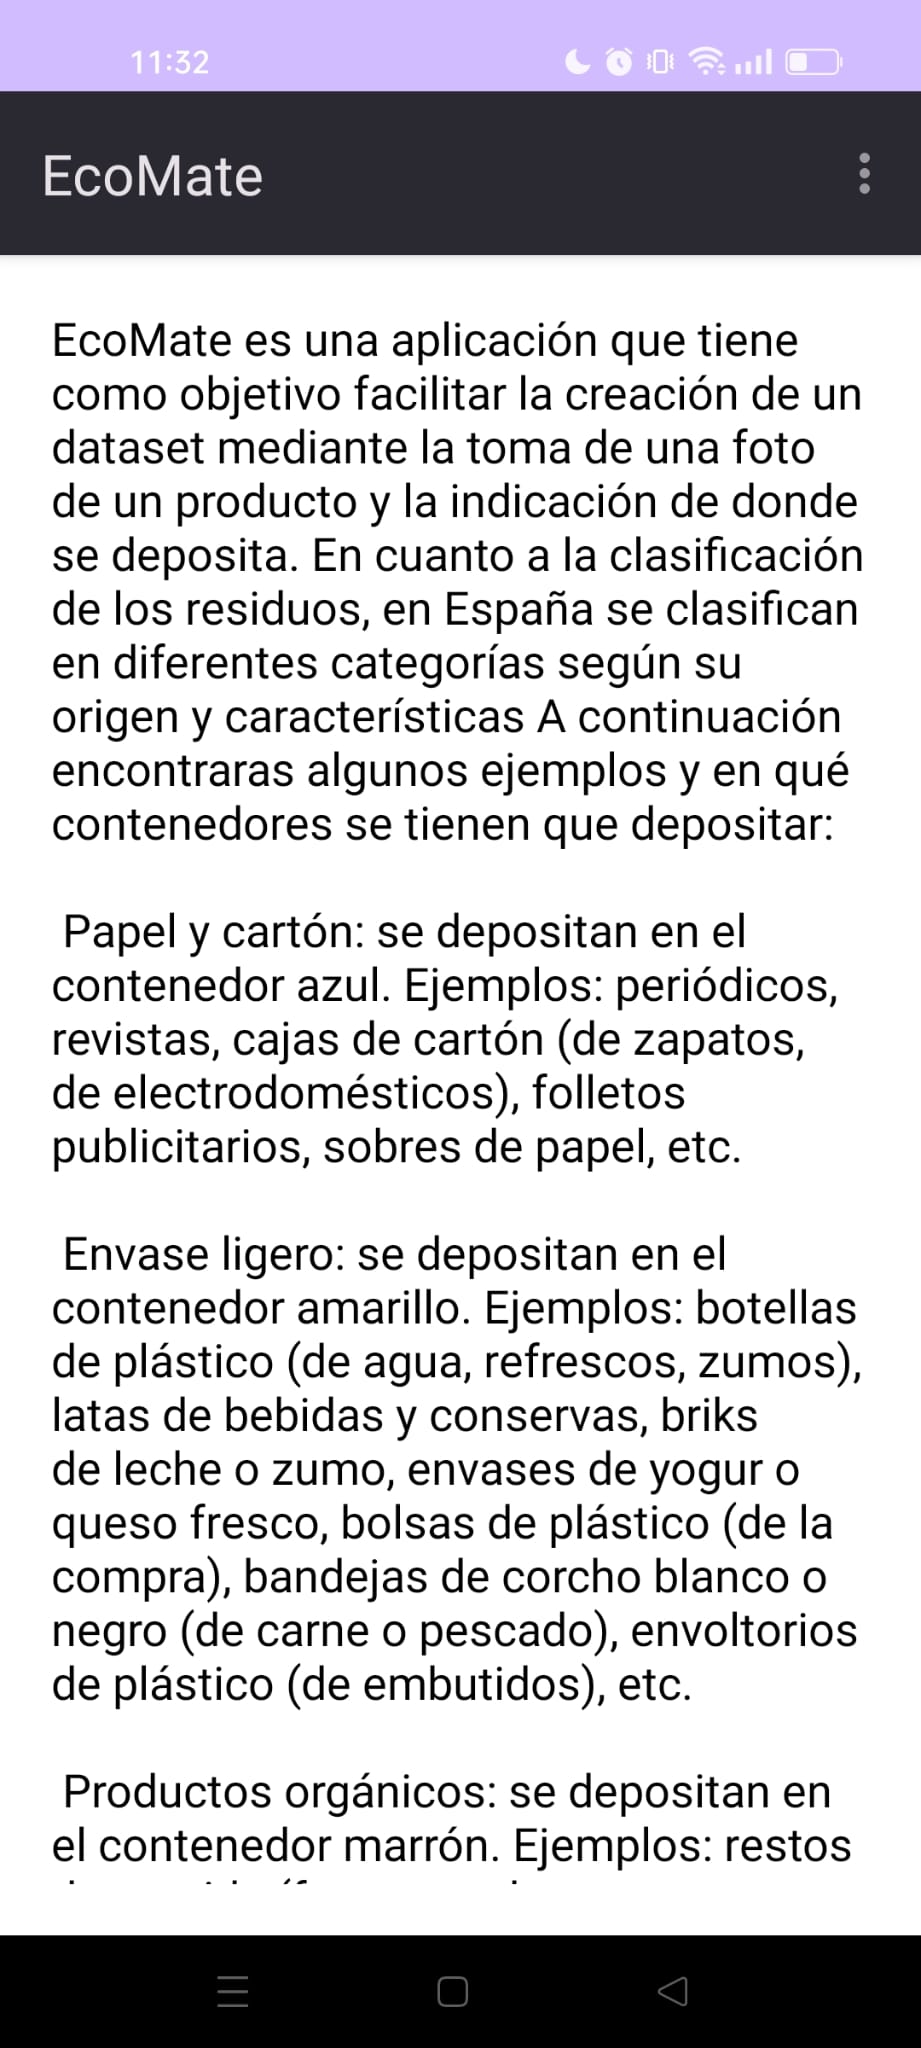 11:32
EcoMate
EcoMate es una aplicación que tiene
como objetivo facilitar la creación de un
dataset mediante la toma de una foto
de un producto y la indicación de donde
se deposita. En cuanto a la clasificación
de los residuos, en España se clasifican
en diferentes categorías según su
origen y características A continuación
encontraras algunos ejemplos y en qué
contenedores se tienen que depositar:
Papel y cartón: se depositan en el
contenedor azul. Ejemplos: periódicos,
revistas, cajas de cartón (de zapatos,
de electrodomésticos), folletos
publicitarios, sobres de papel, etc.
Envase ligero: se depositan en el
contenedor amarillo. Ejemplos: botellas
de plástico (de agua, refrescos, zumos),
latas de bebidas y conservas, briks
de leche o zumo, envases de yogur o
queso fresco, bolsas de plástico (de la
compra), bandejas de corcho blanco o
negro (de carne o pescado), envoltorios
de plástico (de embutidos), etc.
Productos orgánicos: se depositan en
el contenedor marrón. Ejemplos: restos